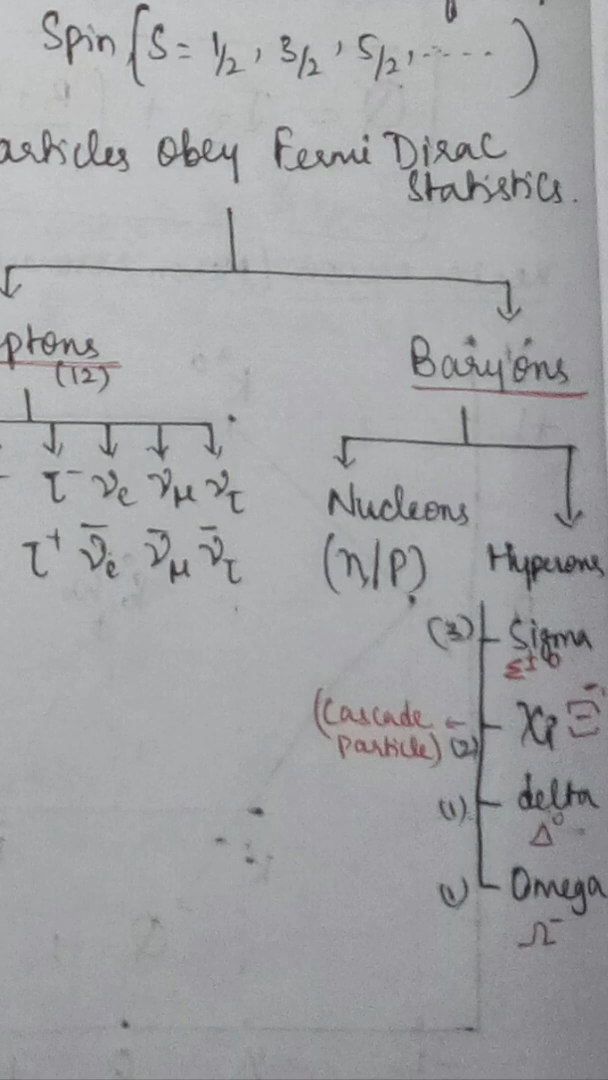 Spin (S = 1/2, 3/2, 5/2, ......)
articles obey Fermi Dirac
Statistics.
ptons
(12)
Baryons
- τ⁻ νe νμ ντ
τ⁺ ν̄e ν̄μ ν̄τ
Nucleons
(n/p)
Hyperons
(3) Sigma
Σ± 0
(Cascade particle) ← (2) Xi Ξ⁻
(1) delta
Δ⁰
(1) Omega
Ω⁻